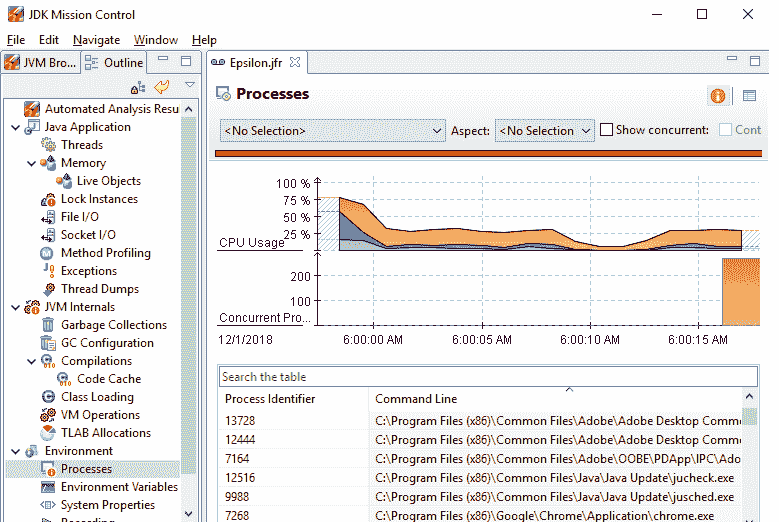 JDK Mission Control
File Edit Navigate Window Help
JVM Bro... Outline
Automated Analysis Resu
Java Application
Threads
Memory
Live Objects
Lock Instances
File I/O
Socket I/O
Method Profiling
Exceptions
Thread Dumps
JVM Internals
Garbage Collections
GC Configuration
Compilations
Code Cache
Class Loading
VM Operations
TLAB Allocations
Environment
Processes
Environment Variables
System Properties
Recording
Epsilon.jfr
Processes
<No Selection> Aspect: <No Selection Show concurrent: Cont
100 %
75 %
50 %
25 %
CPU Usage
200
100
Concurrent Pro...
12/1/2018 6:00:00 AM 6:00:05 AM 6:00:10 AM 6:00:15 AM
Search the table
Process Identifier Command Line
13728 C:\Program Files (x86)\Common Files\Adobe\Adobe Desktop Comm
12444 C:\Program Files (x86)\Common Files\Adobe\Adobe Desktop Comm
7164 C:\Program Files (x86)\Common Files\Adobe\OOBE\PDApp\IPC\Ado
12516 C:\Program Files (x86)\Common Files\Java\Java Update\jucheck.exe
9988 C:\Program Files (x86)\Common Files\Java\Java Update\jusched.exe
7268 C:\Program Files (x86)\Google\Chrome\Application\chrome.exe